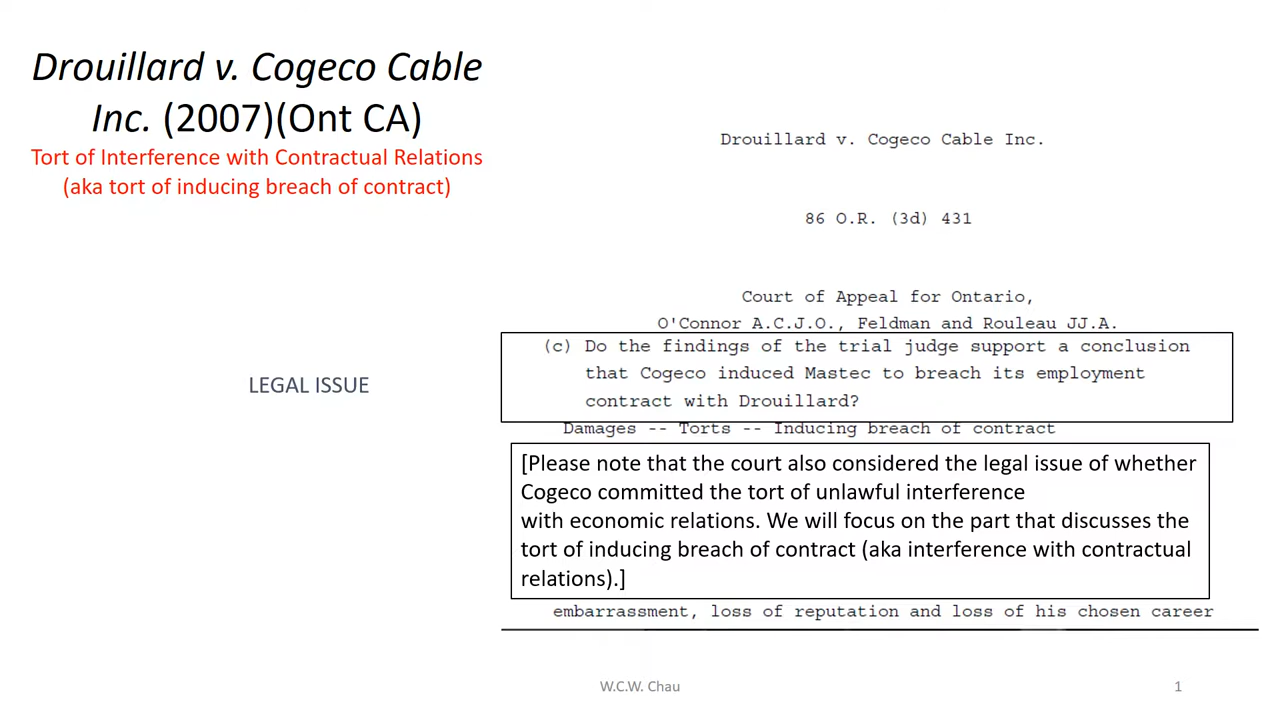 Drouillard v. Cogeco Cable
Inc. (2007)(Ont CA)
Tort of Interference with Contractual Relations
(aka tort of inducing breach of contract)
LEGAL ISSUE
Drouillard v. Cogeco Cable Inc.
86 O.R. (3d) 431
Court of Appeal for Ontario,
O'Connor A.C.J.O., Feldman and Rouleau JJ.A.
(c) Do the findings of the trial judge support a conclusion
that Cogeco induced Mastec to breach its employment
contract with Drouillard?
Damages -- Torts -- Inducing breach of contract
[Please note that the court also considered the legal issue of whether
Cogeco committed the tort of unlawful interference
with economic relations. We will focus on the part that discusses the
tort of inducing breach of contract (aka interference with contractual
relations).]
embarrassment, loss of reputation and loss of his chosen career
W.C.W. Chau
1